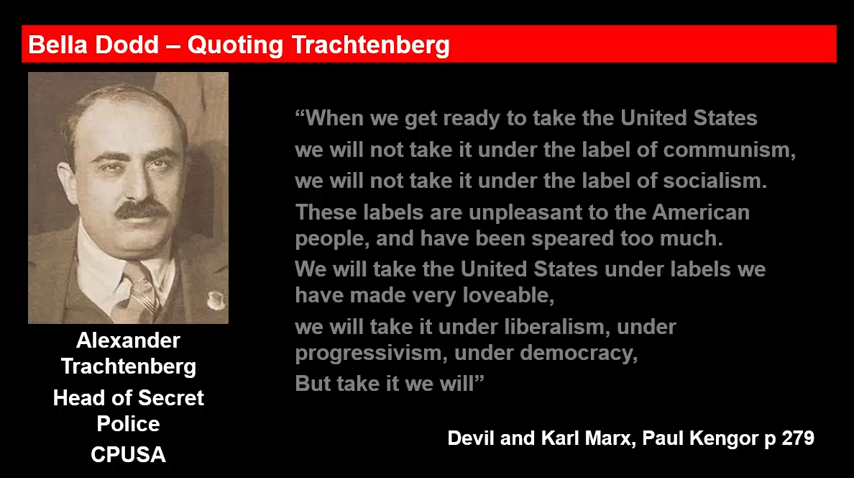 Bella Dodd – Quoting Trachtenberg
Alexander
Trachtenberg
Head of Secret
Police
CPUSA
“When we get ready to take the United States
we will not take it under the label of communism,
we will not take it under the label of socialism.
These labels are unpleasant to the American
people, and have been speared too much.
We will take the United States under labels we
have made very loveable,
we will take it under liberalism, under
progressivism, under democracy,
But take it we will”
Devil and Karl Marx, Paul Kengor p 279